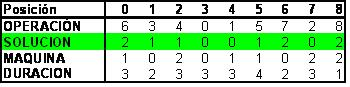 Posición 0 1 2 3 4 5 6 7 8
OPERACIÓN 6 3 4 0 1 5 7 2 8
SOLUCION 2 1 1 0 0 1 2 0 2
MAQUINA 1 0 2 0 1 1 0 2 2
DURACION 3 2 3 3 3 4 2 3 1